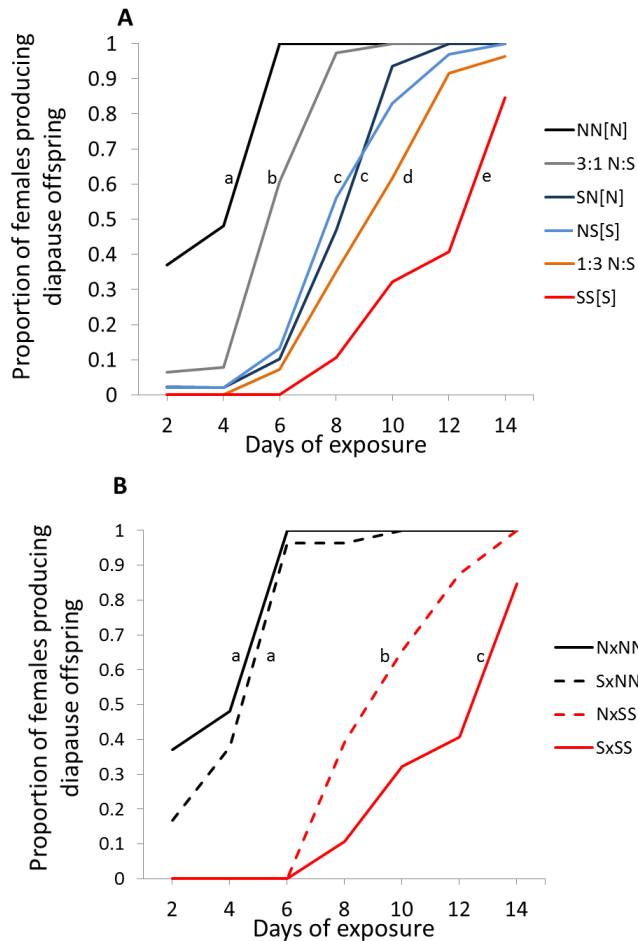 A
Proportion of females producing
diapause offspring
1
0.9
0.8
0.7
0.6
0.5
0.4
0.3
0.2
0.1
0
a
b
c
c
d
e
2
4
6
8
10
12
14
Days of exposure
NN[N]
3:1 N:S
SN[N]
NS[S]
1:3 N:S
SS[S]
B
Proportion of females producing
diapause offspring
1
0.9
0.8
0.7
0.6
0.5
0.4
0.3
0.2
0.1
0
a
a
b
c
2
4
6
8
10
12
14
Days of exposure
NxNN
SxNN
NxSS
SxSS